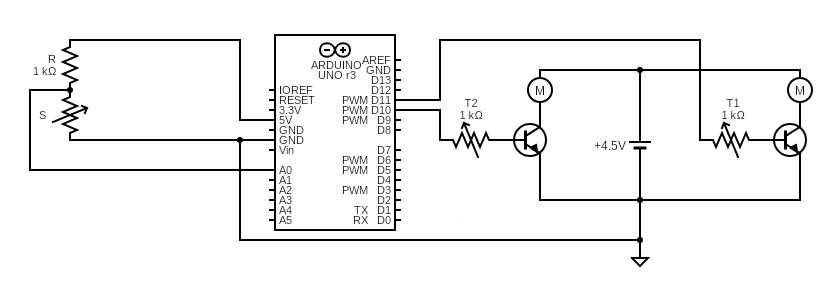 R
1 kΩ
S
ARDUINO
UNO r3
IOREF
RESET
3.3V
5V
GND
GND
Vin
A0
A1
A2
A3
A4
A5
AREF
GND
D13
D12
PWM D11
PWM D10
PWM D9
D8
D7
PWM D6
PWM D5
D4
PWM D3
D2
TX D1
RX D0
T2
1 kΩ
M
+4.5V
T1
1 kΩ
M